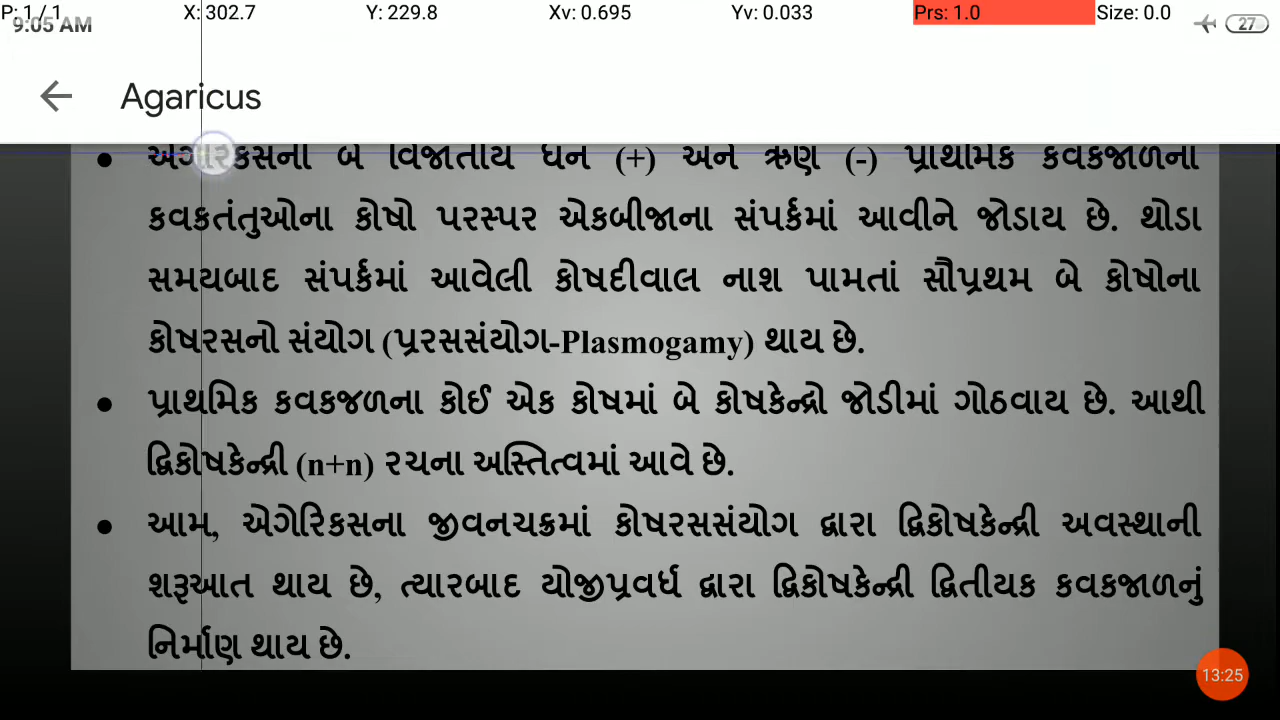 P: 1 / 1 X: 302.7 Y: 229.8 Xv: 0.695 Yv: 0.033 Prs: 1.0 Size: 0.0
9:05 AM 27
Agaricus
• અગારિકસના બે વિજાતીય ધન (+) અને ઋણ (-) પ્રાથમિક કવકજાળના
કવકતંતુઓના કોષો પરસ્પર એકબીજાના સંપર્કમાં આવીને જોડાય છે. થોડા
સમયબાદ સંપર્કમાં આવેલી કોષદીવાલ નાશ પામતાં સૌપ્રથમ બે કોષોના
કોષરસનો સંયોગ (પ્રરસસંયોગ-Plasmogamy) થાય છે.
• પ્રાથમિક કવકજળના કોઈ એક કોષમાં બે કોષકેન્દ્રો જોડીમાં ગોઠવાય છે. આથી
દ્વિકોષકેન્દ્રી (n+n) રચના અસ્તિત્વમાં આવે છે.
• આમ, એગેરિકસના જીવનચક્રમાં કોષરસસંયોગ દ્વારા દ્વિકોષકેન્દ્રી અવસ્થાની
શરૂઆત થાય છે, ત્યારબાદ યોજીપ્રવર્ધ દ્વારા દ્વિકોષકેન્દ્રી દ્વિતીયક કવકજાળનું
નિર્માણ થાય છે.
13:25